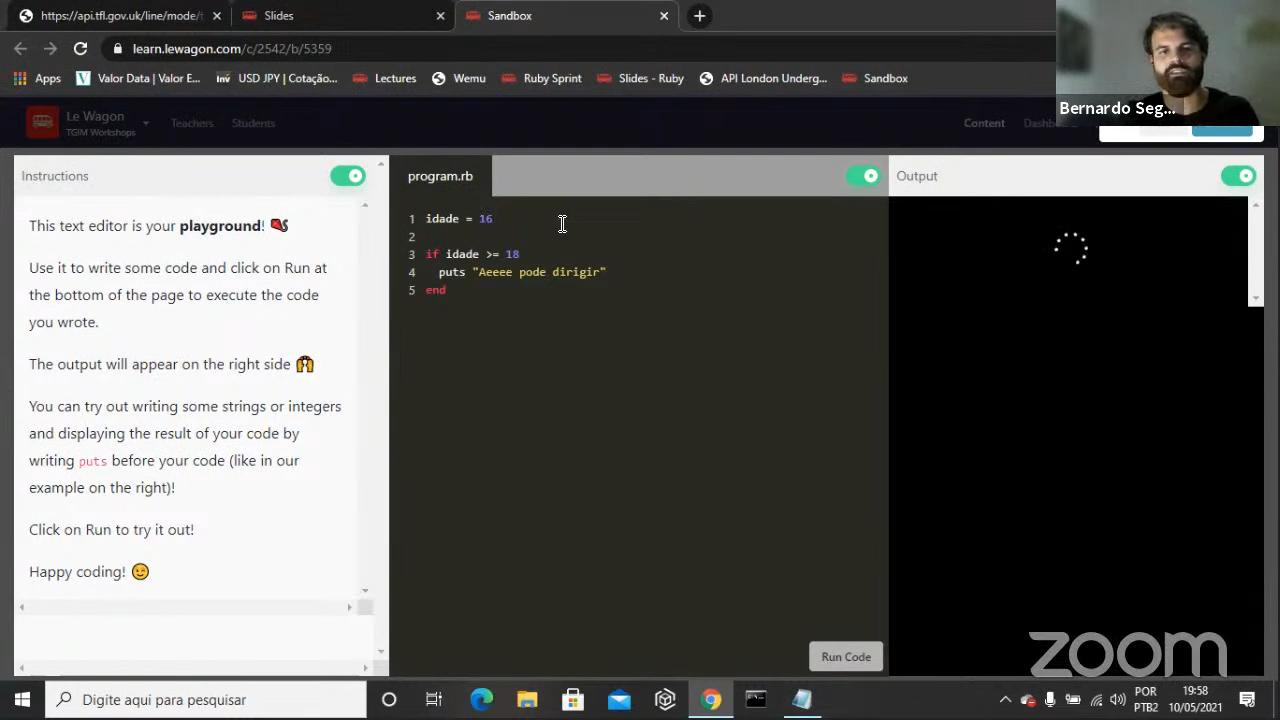 https://api.tfl.gov.uk/line/mode/t
Slides
Sandbox
learn.lewagon.com/c/2542/b/5359
Apps
Valor Data | Valor E...
USD JPY | Cotação...
Lectures
Wemu
Ruby Sprint
Slides - Ruby
API London Underg...
Sandbox
Bernardo Seg...
Le Wagon
TGIM Workshops
Teachers
Students
Content
Instructions
This text editor is your playground!
Use it to write some code and click on Run at
the bottom of the page to execute the code
you wrote.
The output will appear on the right side
You can try out writing some strings or integers
and displaying the result of your code by
writing puts before your code (like in our
example on the right)!
Click on Run to try it out!
Happy coding!
program.rb
1 idade = 16
2
3 if idade >= 18
4 puts "Aeeee pode dirigir"
5 end
Run Code
Output
zoom
Digite aqui para pesquisar
POR
PTB2
19:58
10/05/2021